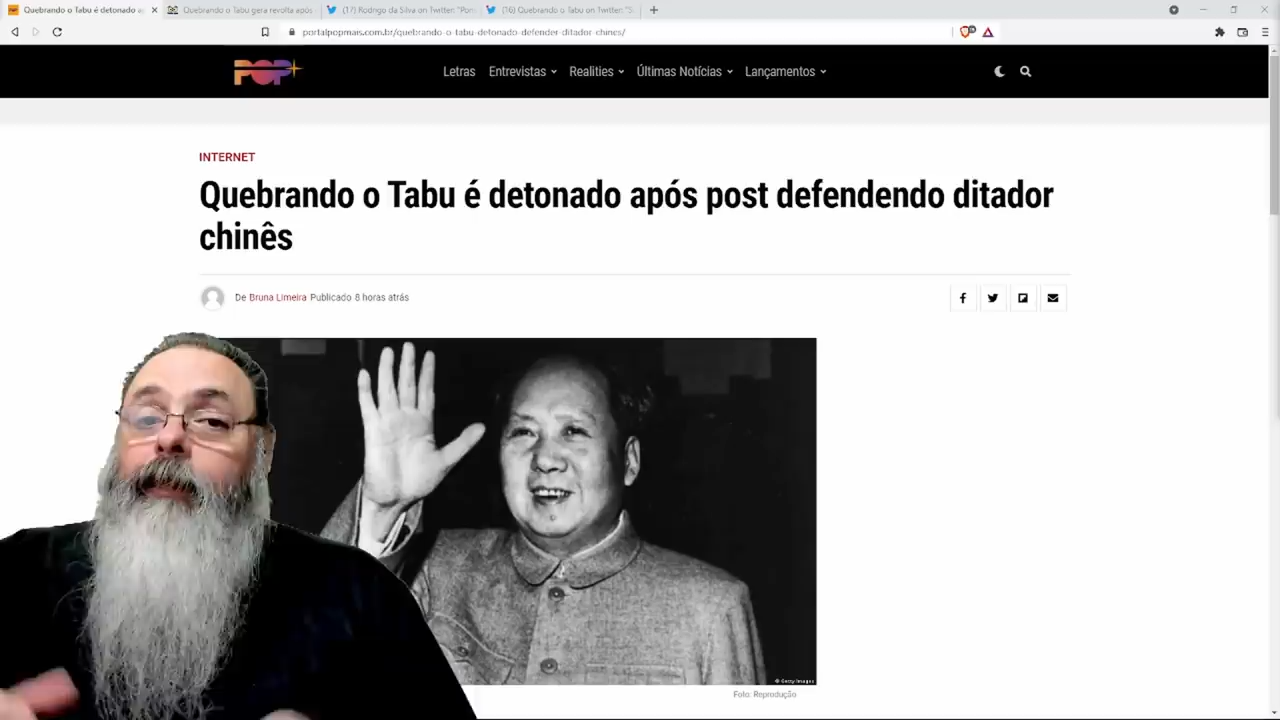 Quebrando o Tabu é detonado a
Quebrando o Tabu gera revolta após
(17) Rodrigo da Silva on Twitter: "Pon
(16) Quebrando o Tabu on Twitter: "S
portalpopmais.com.br/quebrando-o-tabu-detonado-defender-ditador-chines/
POP+
Letras
Entrevistas
Realities
Últimas Notícias
Lançamentos
INTERNET
Quebrando o Tabu é detonado após post defendendo ditador
chinês
De Bruna Limeira Publicado 8 horas atrás
© Getty Images
Foto: Reprodução